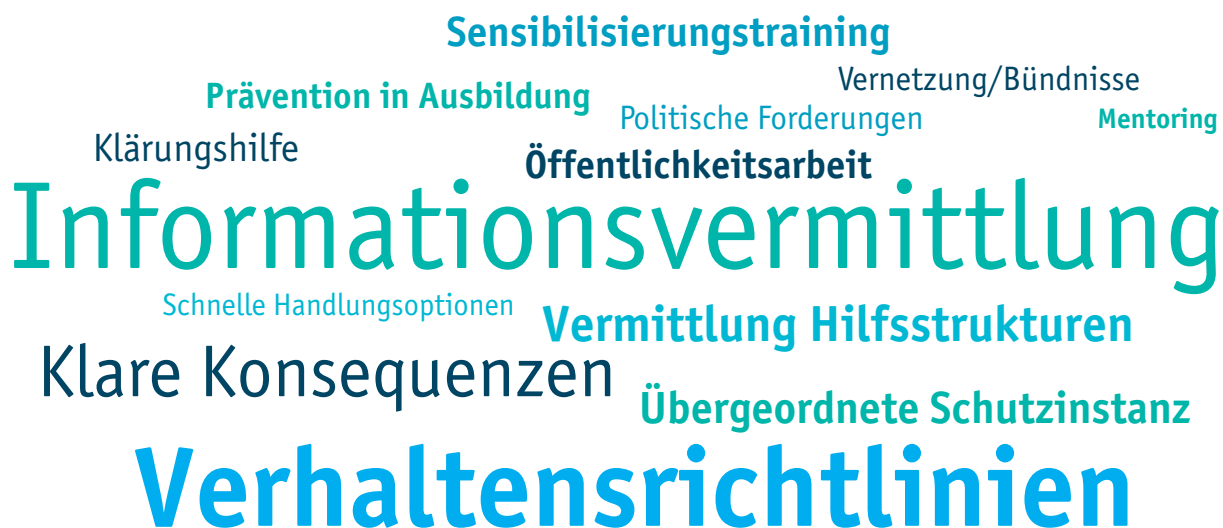 Sensibilisierungstraining
Vernetzung/Bündnisse
Prävention in Ausbildung
Politische Forderungen
Mentoring
Klärungshilfe
Öffentlichkeitsarbeit
Informationsvermittlung
Schnelle Handlungsoptionen
Vermittlung Hilfsstrukturen
Klare Konsequenzen
Übergeordnete Schutzinstanz
Verhaltensrichtlinien